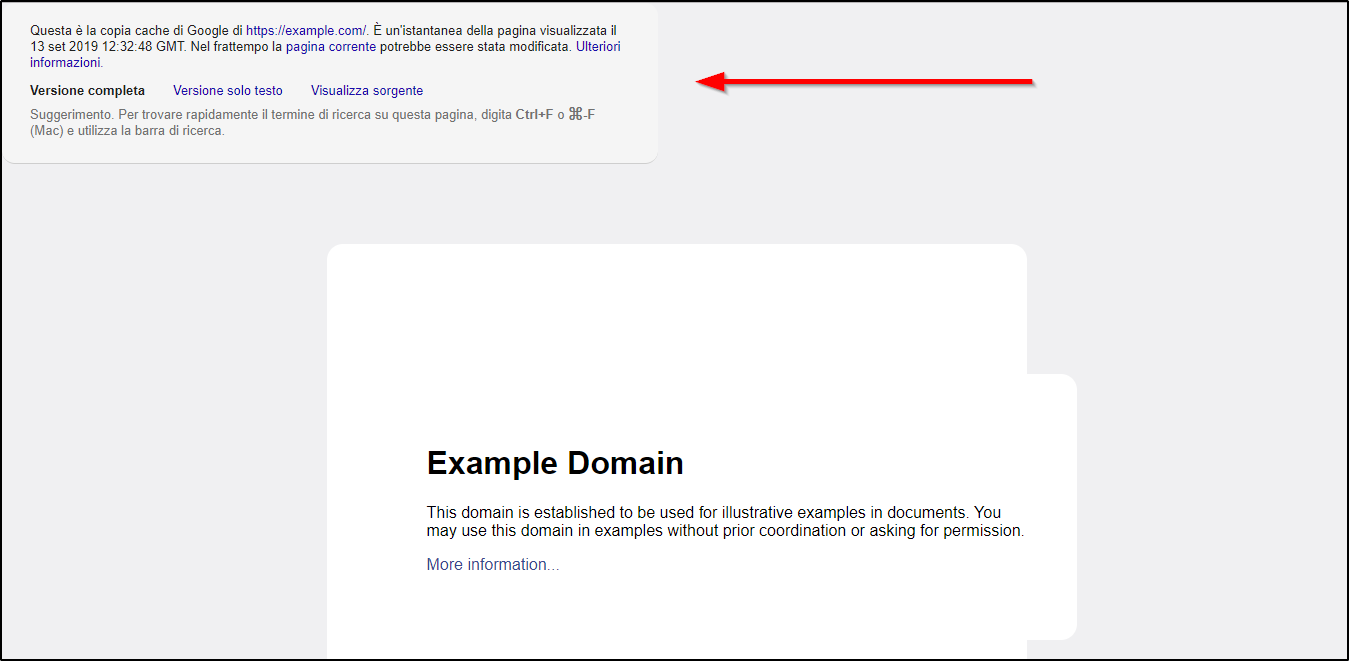 Questa è la copia cache di Google di https://example.com/. È un'istantanea della pagina visualizzata il
13 set 2019 12:32:48 GMT. Nel frattempo la pagina corrente potrebbe essere stata modificata. Ulteriori
informazioni.
Versione completa Versione solo testo Visualizza sorgente
Suggerimento. Per trovare rapidamente il termine di ricerca su questa pagina, digita Ctrl+F o ⌘-F
(Mac) e utilizza la barra di ricerca.
Example Domain
This domain is established to be used for illustrative examples in documents. You
may use this domain in examples without prior coordination or asking for permission.
More information...